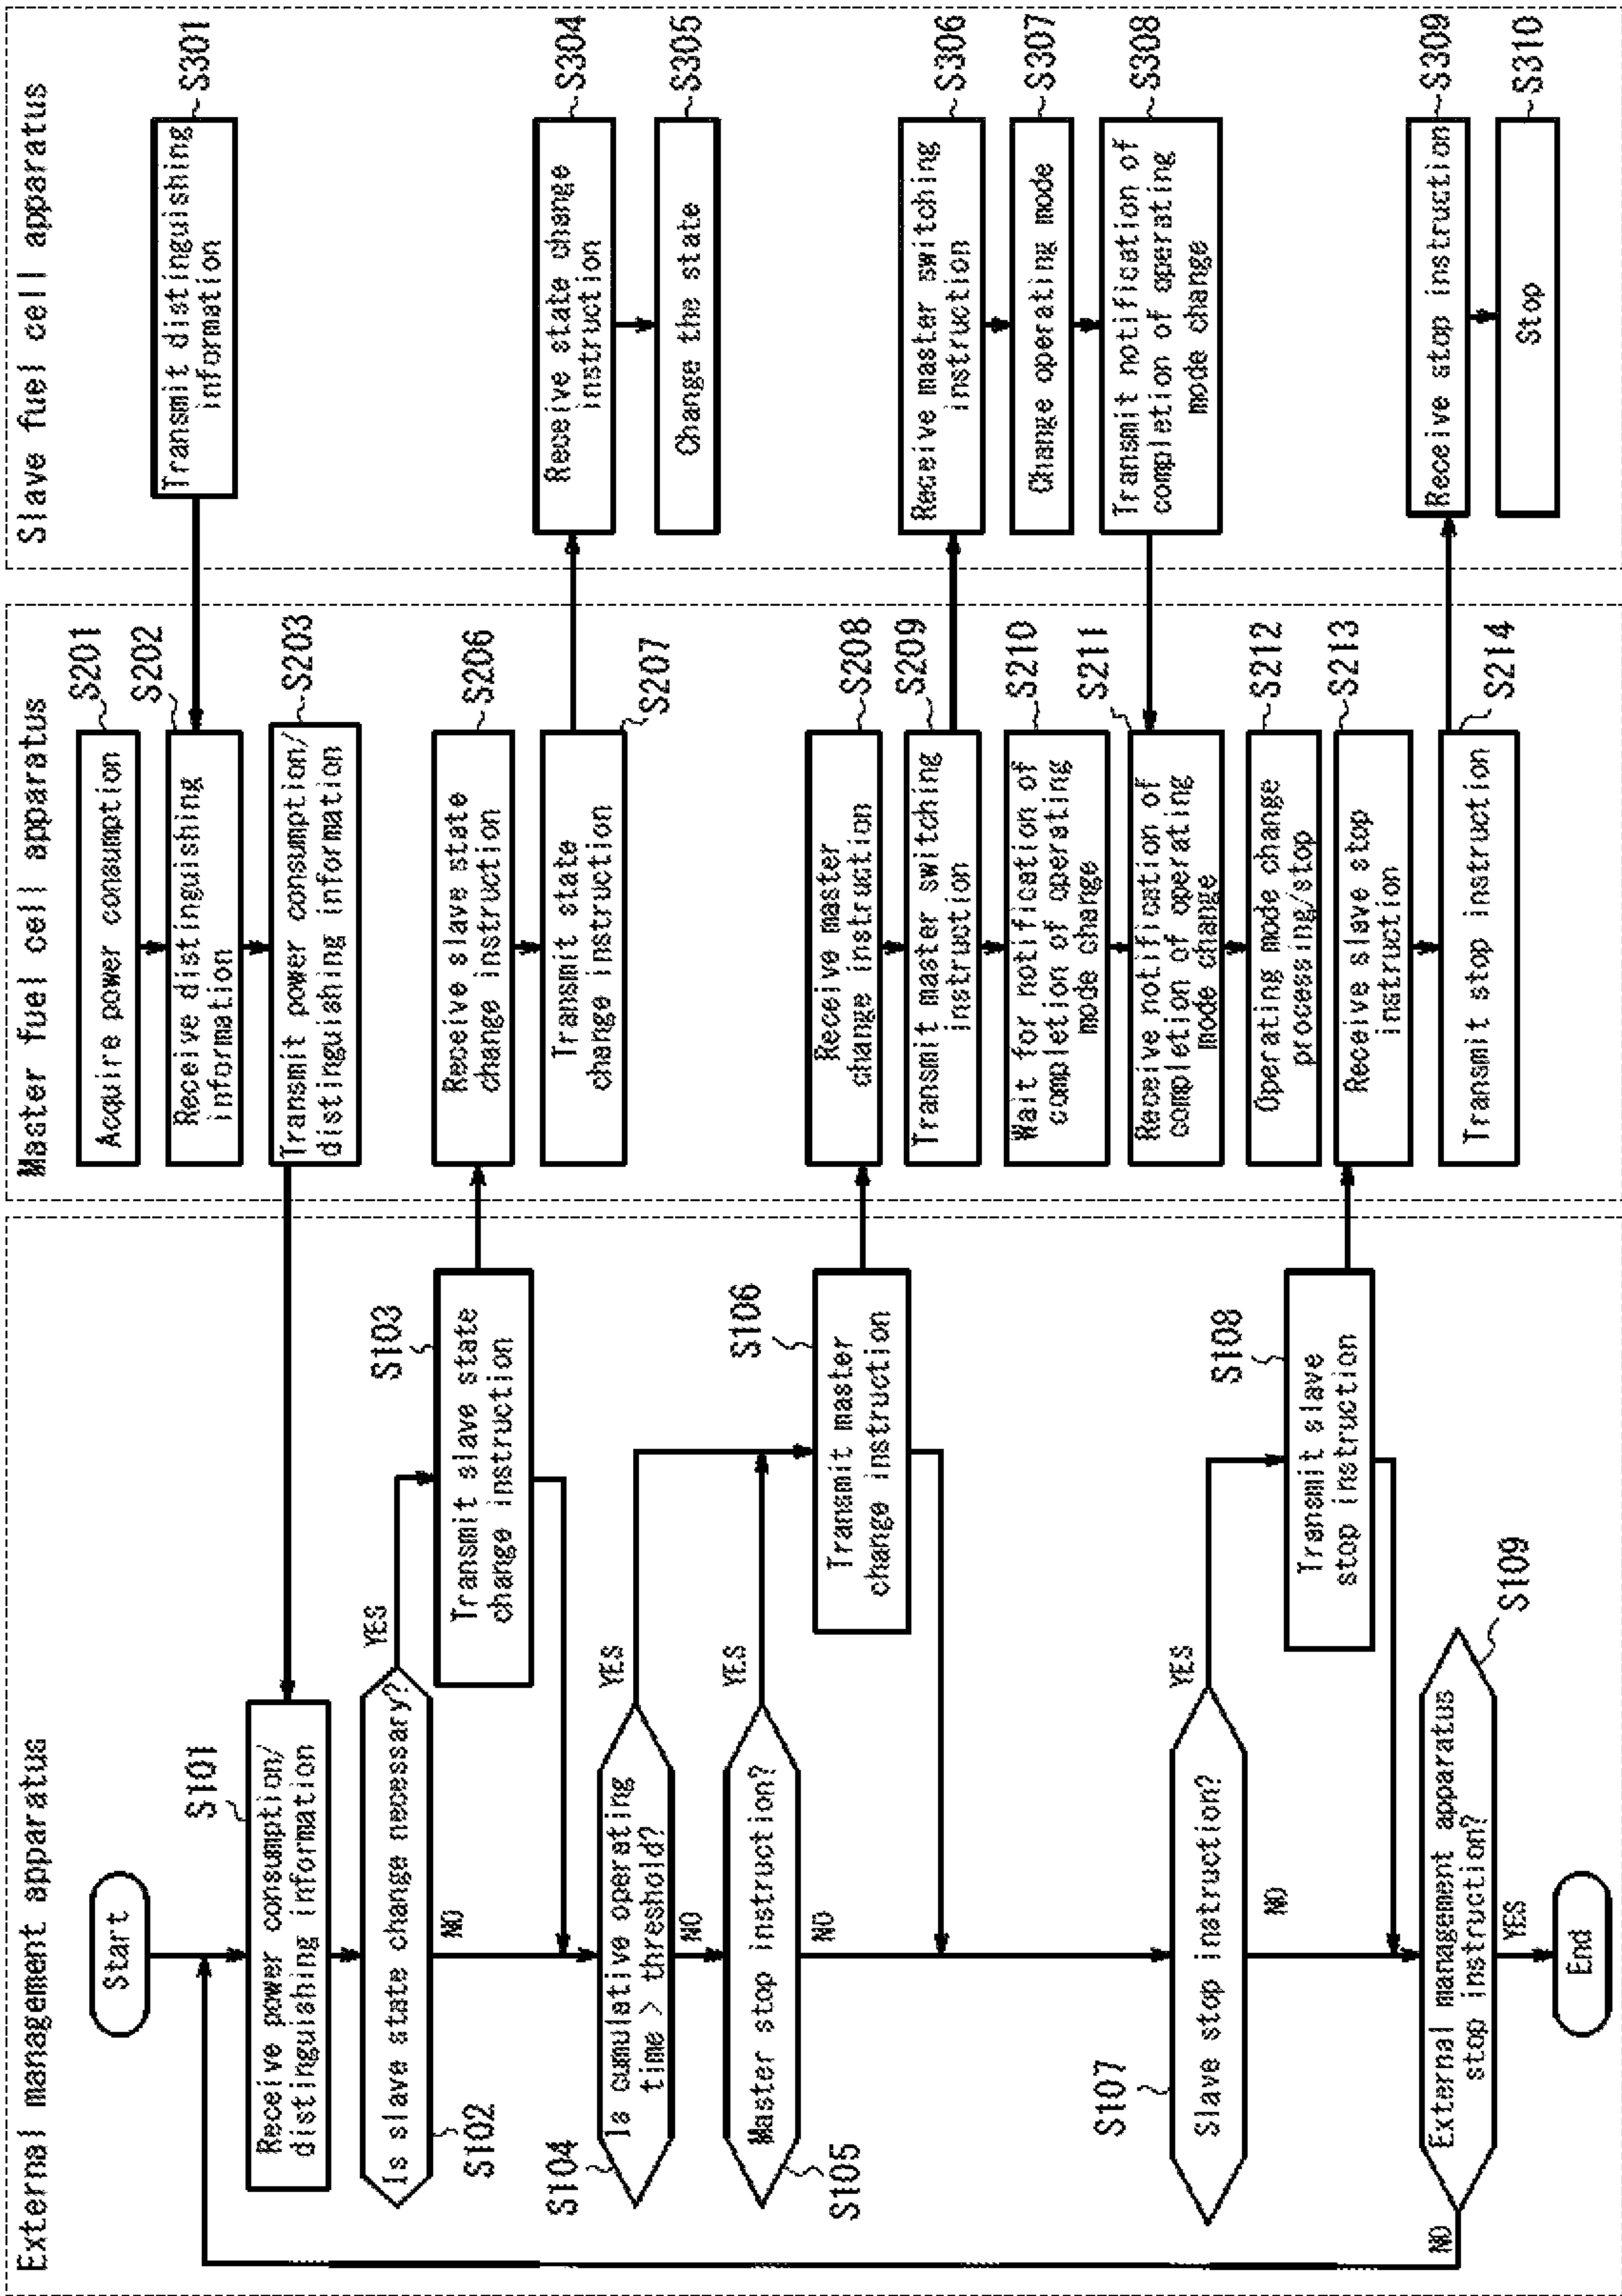 External management apparatus
Start
S101
Receive power consumption/
distinguishing information
Is slave state change necessary?
S102
YES
NO
S103
Transmit slave state
change instruction
S104
Is cumulative operating
time > threshold?
YES
NO
Master stop instruction?
S105
YES
NO
S106
Transmit master
change instruction
S107
Slave stop instruction?
YES
NO
S108
Transmit slave
stop instruction
S109
External management apparatus
stop instruction?
NO
YES
End
Master fuel cell apparatus
Acquire power consumption
S201
Receive distinguishing
information
S202
Transmit power consumption/
distinguishing information
S203
Receive slave state
change instruction
S206
Transmit state
change instruction
S207
Receive master
change instruction
S208
Transmit master switching
instruction
S209
Wait for notification of
completion of operating
mode change
S210
Receive notification of
completion of operating
mode change
S211
Operating mode change
processing/stop
S212
Receive slave stop
instruction
S213
Transmit stop instruction
S214
Slave fuel cell apparatus
Transmit distinguishing
information
S301
Receive state change
instruction
S304
Change the state
S305
Receive master switching
instruction
S306
Change operating mode
S307
Transmit notification of
completion of operating
mode change
S308
Receive stop instruction
S309
Stop
S310